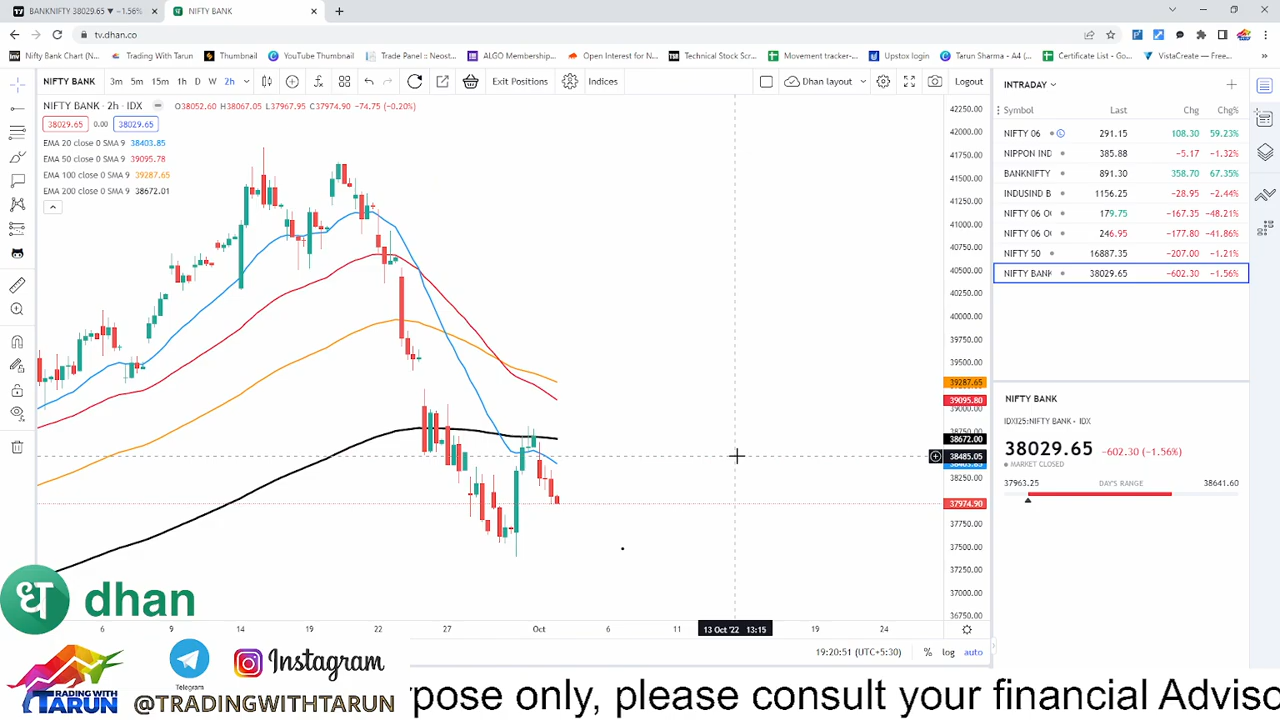 BANKNIFTY 38029.65 ▼ −1.56%
NIFTY BANK
tv.dhan.co
Nifty Bank Chart (N...
Trading With Tarun
Thumbnail
YouTube Thumbnail
Trade Panel :: Neost...
ALGO Membership...
Open Interest for N...
Technical Stock Scr...
Movement tracker-...
Upstox login
Tarun Sharma - A4 (...
Certificate List - Go...
VistaCreate — Free...
NIFTY BANK 3m 5m 15m 1h D W 2h
Exit Positions
Indices
Dhan layout
Logout
NIFTY BANK · 2h · IDX O38052.60 H38067.05 L37967.95 C37974.90 −74.75 (−0.20%)
38029.65 0.00 38029.65
EMA 20 close 0 SMA 9 38403.85
EMA 50 close 0 SMA 9 39095.78
EMA 100 close 0 SMA 9 39287.65
EMA 200 close 0 SMA 9 38672.01
42250.00
42000.00
41750.00
41500.00
41250.00
41000.00
40750.00
40500.00
40250.00
40000.00
39750.00
39500.00
39287.65
39095.80
39000.00
38750.00
38672.00
38485.05
38403.85
38250.00
37974.90
37750.00
37500.00
37250.00
37000.00
36750.00
6 9 14 19 22 27 Oct 6 11 13 Oct '22 13:15 19 24
19:20:51 (UTC+5:30) % log auto
INTRADAY
Symbol Last Chg Chg%
NIFTY 06 291.15 108.30 59.23%
NIPPON IND 385.88 −5.17 −1.32%
BANKNIFTY 891.30 358.70 67.35%
INDUSIND B 1156.25 −28.95 −2.44%
NIFTY 06 O 179.75 −167.35 −48.21%
NIFTY 06 O 246.95 −177.80 −41.86%
NIFTY 50 16887.35 −207.00 −1.21%
NIFTY BANK 38029.65 −602.30 −1.56%
NIFTY BANK
IDX125:NIFTY BANK · IDX
38029.65 −602.30 (−1.56%)
MARKET CLOSED
37963.25 DAY'S RANGE 38641.60
ध dhan
TRADING WITH
TARUN
Telegram
Instagram
@TRADINGWITHTARUN
rpose only, please consult your financial Adviso